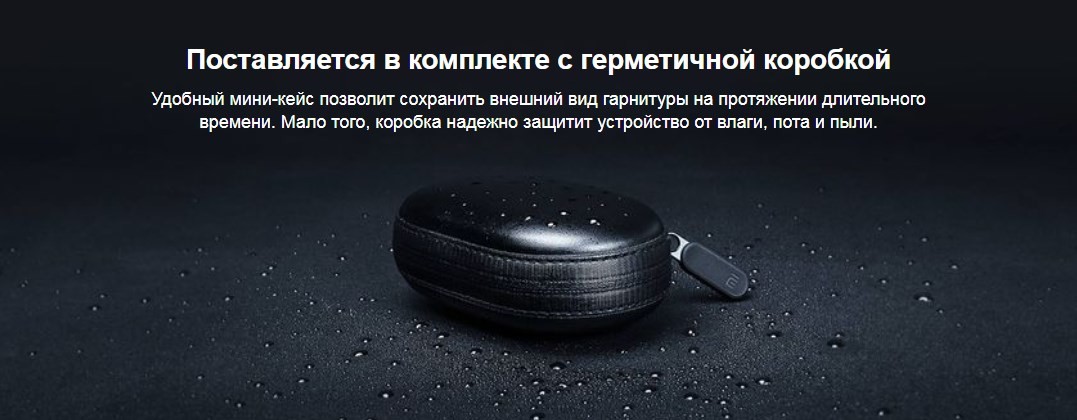 Поставляется в комплекте с герметичной коробкой
Удобный мини-кейс позволит сохранить внешний вид гарнитуры на протяжении длительного
времени. Мало того, коробка надежно защитит устройство от влаги, пота и пыли.